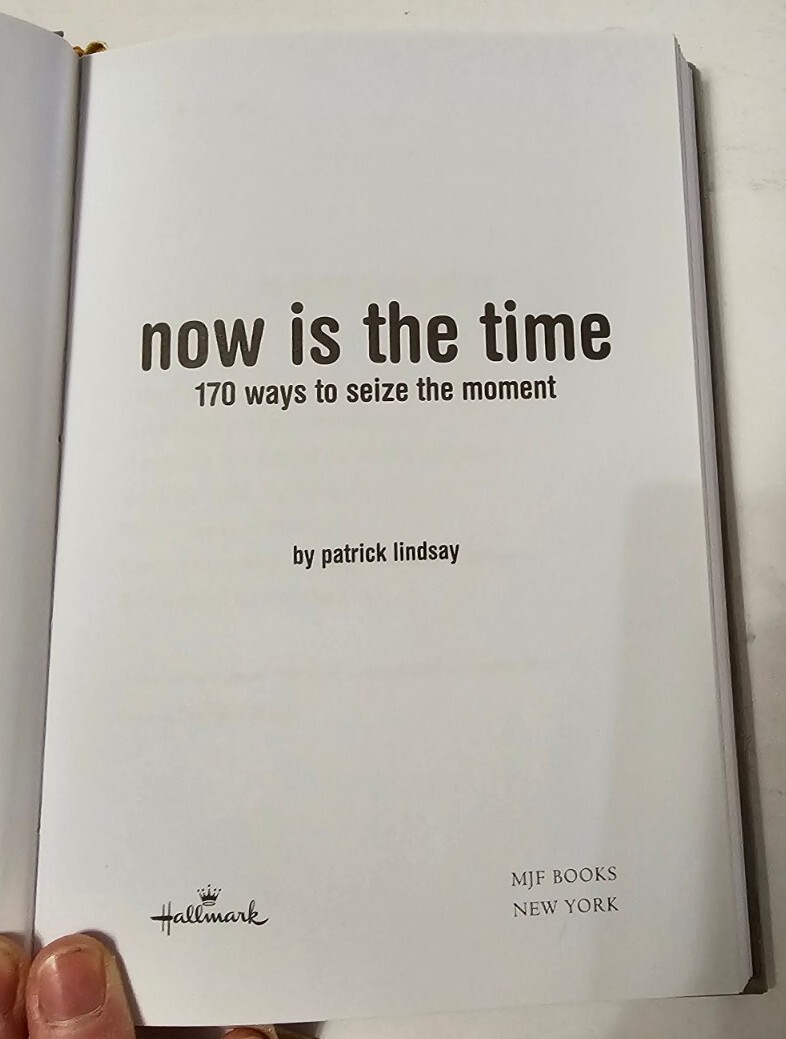 now is the time
170 ways to seize the moment
by patrick lindsay
Hallmark
MJF BOOKS
NEW YORK